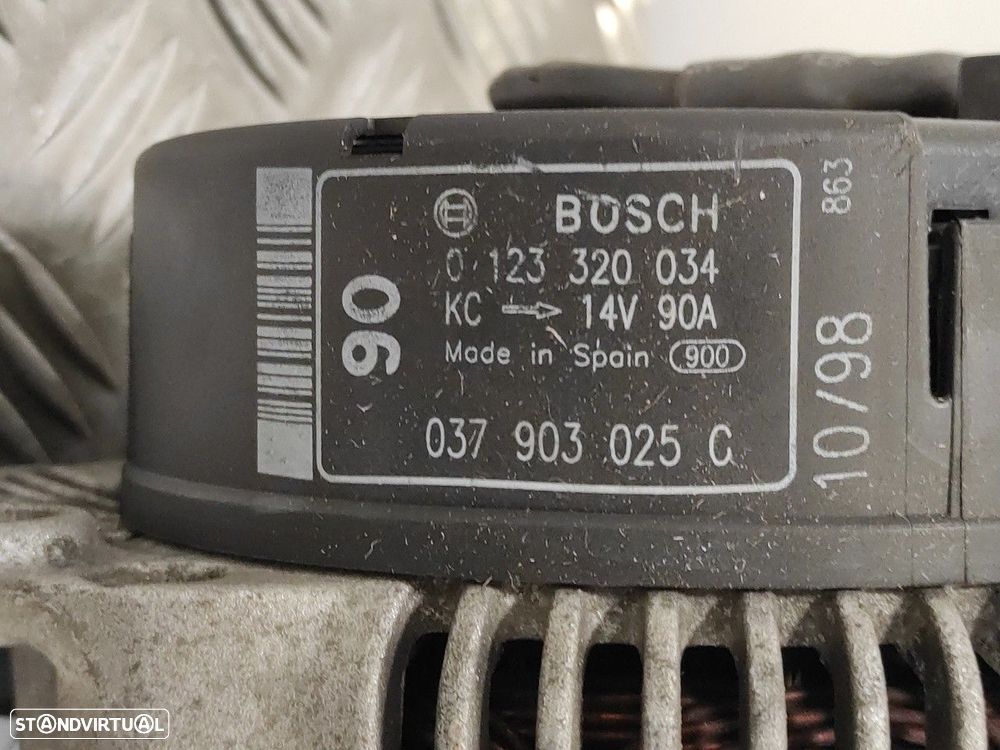 BOSCH
0 123 320 034
KC → 14V 90A
Made in Spain 900
037 903 025 C
90
863
10/98
STANDVIRTUAL